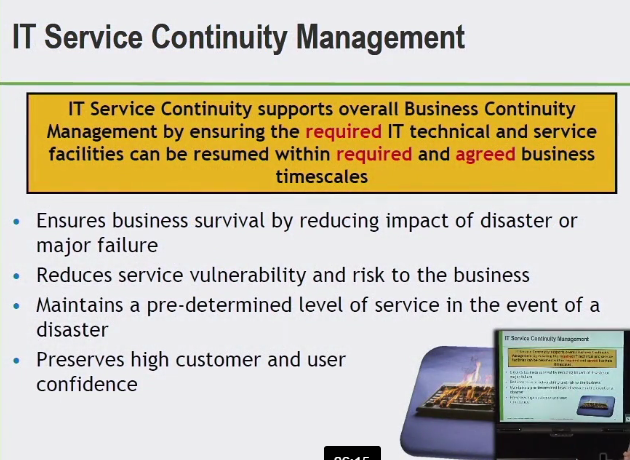 IT Service Continuity Management
IT Service Continuity supports overall Business Continuity
Management by ensuring the required IT technical and service
facilities can be resumed within required and agreed business
timescales
• Ensures business survival by reducing impact of disaster or
major failure
• Reduces service vulnerability and risk to the business
• Maintains a pre-determined level of service in the event of a
disaster
• Preserves high customer and user
confidence
IT Service Continuity Management